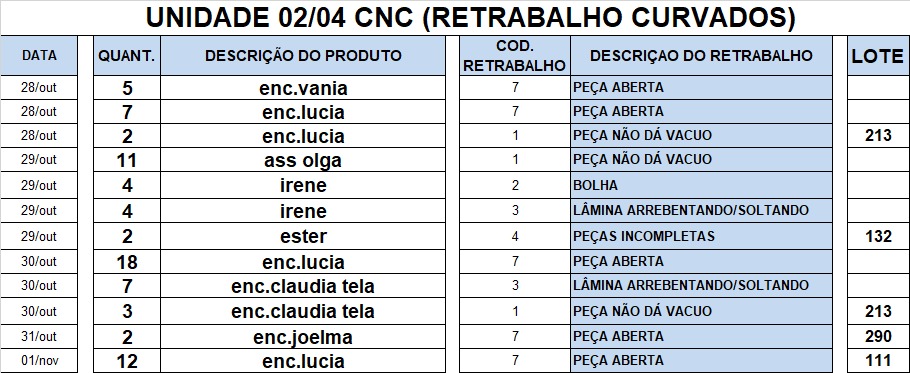 UNIDADE 02/04 CNC (RETRABALHO CURVADOS)
DATA QUANT. DESCRIÇÃO DO PRODUTO COD. RETRABALHO DESCRIÇAO DO RETRABALHO LOTE
28/out 5 enc.vania 7 PEÇA ABERTA
28/out 7 enc.lucia 7 PEÇA ABERTA
28/out 2 enc.lucia 1 PEÇA NÃO DÁ VACUO 213
29/out 11 ass olga 1 PEÇA NÃO DÁ VACUO
29/out 4 irene 2 BOLHA
29/out 4 irene 3 LÂMINA ARREBENTANDO/SOLTANDO
29/out 2 ester 4 PEÇAS INCOMPLETAS 132
30/out 18 enc.lucia 7 PEÇA ABERTA
30/out 7 enc.claudia tela 3 LÂMINA ARREBENTANDO/SOLTANDO
30/out 3 enc.claudia tela 1 PEÇA NÃO DÁ VACUO 213
31/out 2 enc.joelma 7 PEÇA ABERTA 290
01/nov 12 enc.lucia 7 PEÇA ABERTA 111